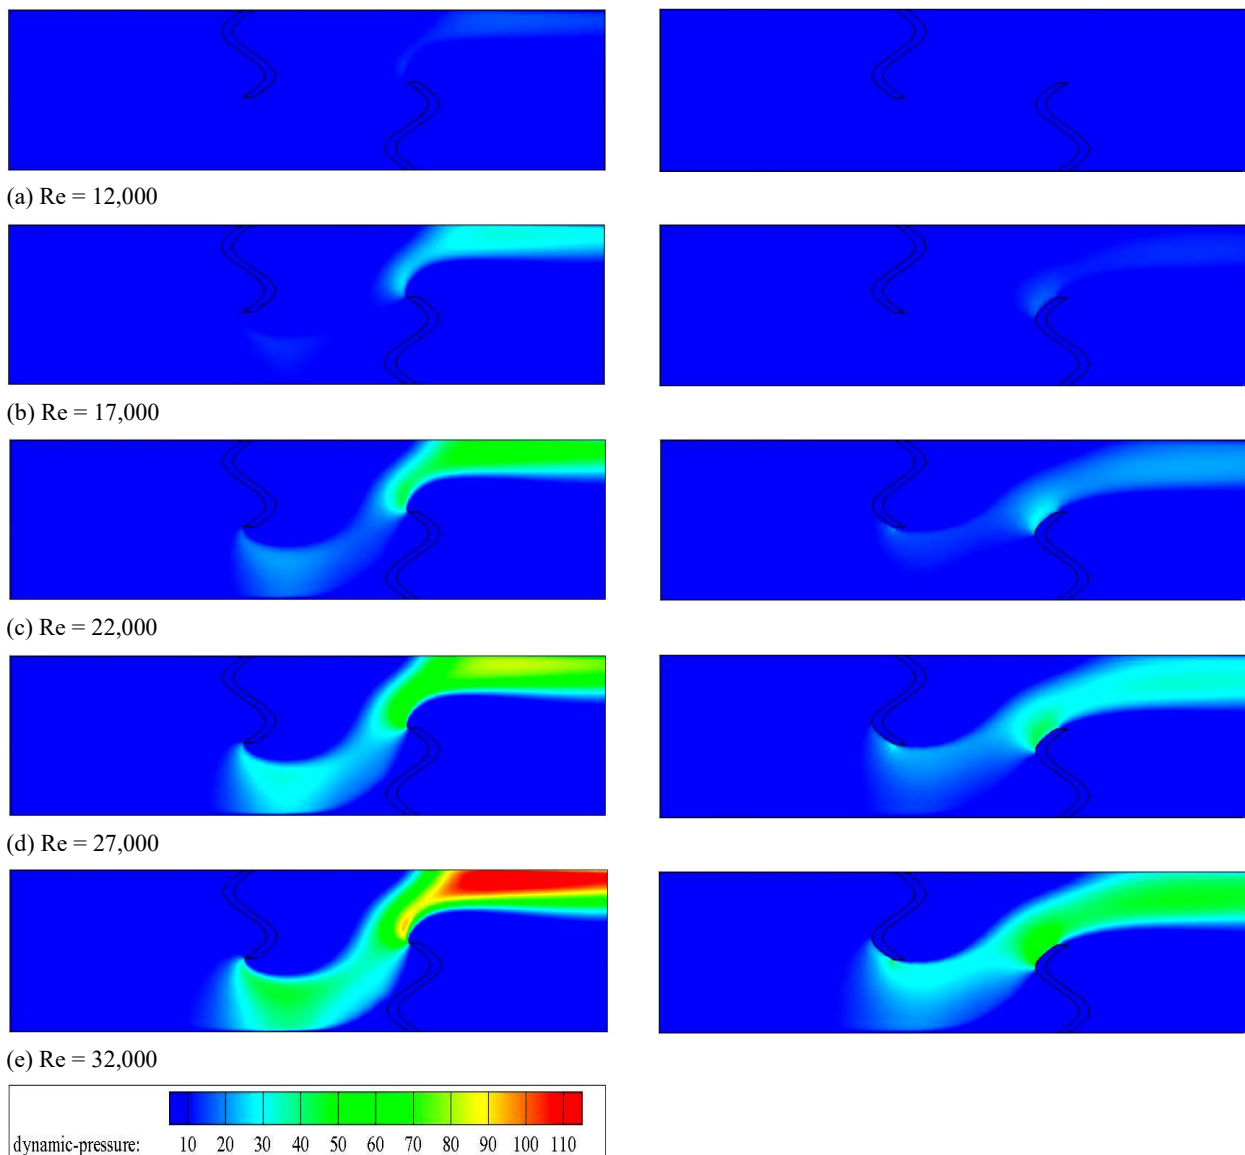 (a) Re = 12,000
(b) Re = 17,000
(c) Re = 22,000
(d) Re = 27,000
(e) Re = 32,000
dynamic-pressure: 10 20 30 40 50 60 70 80 90 100 110